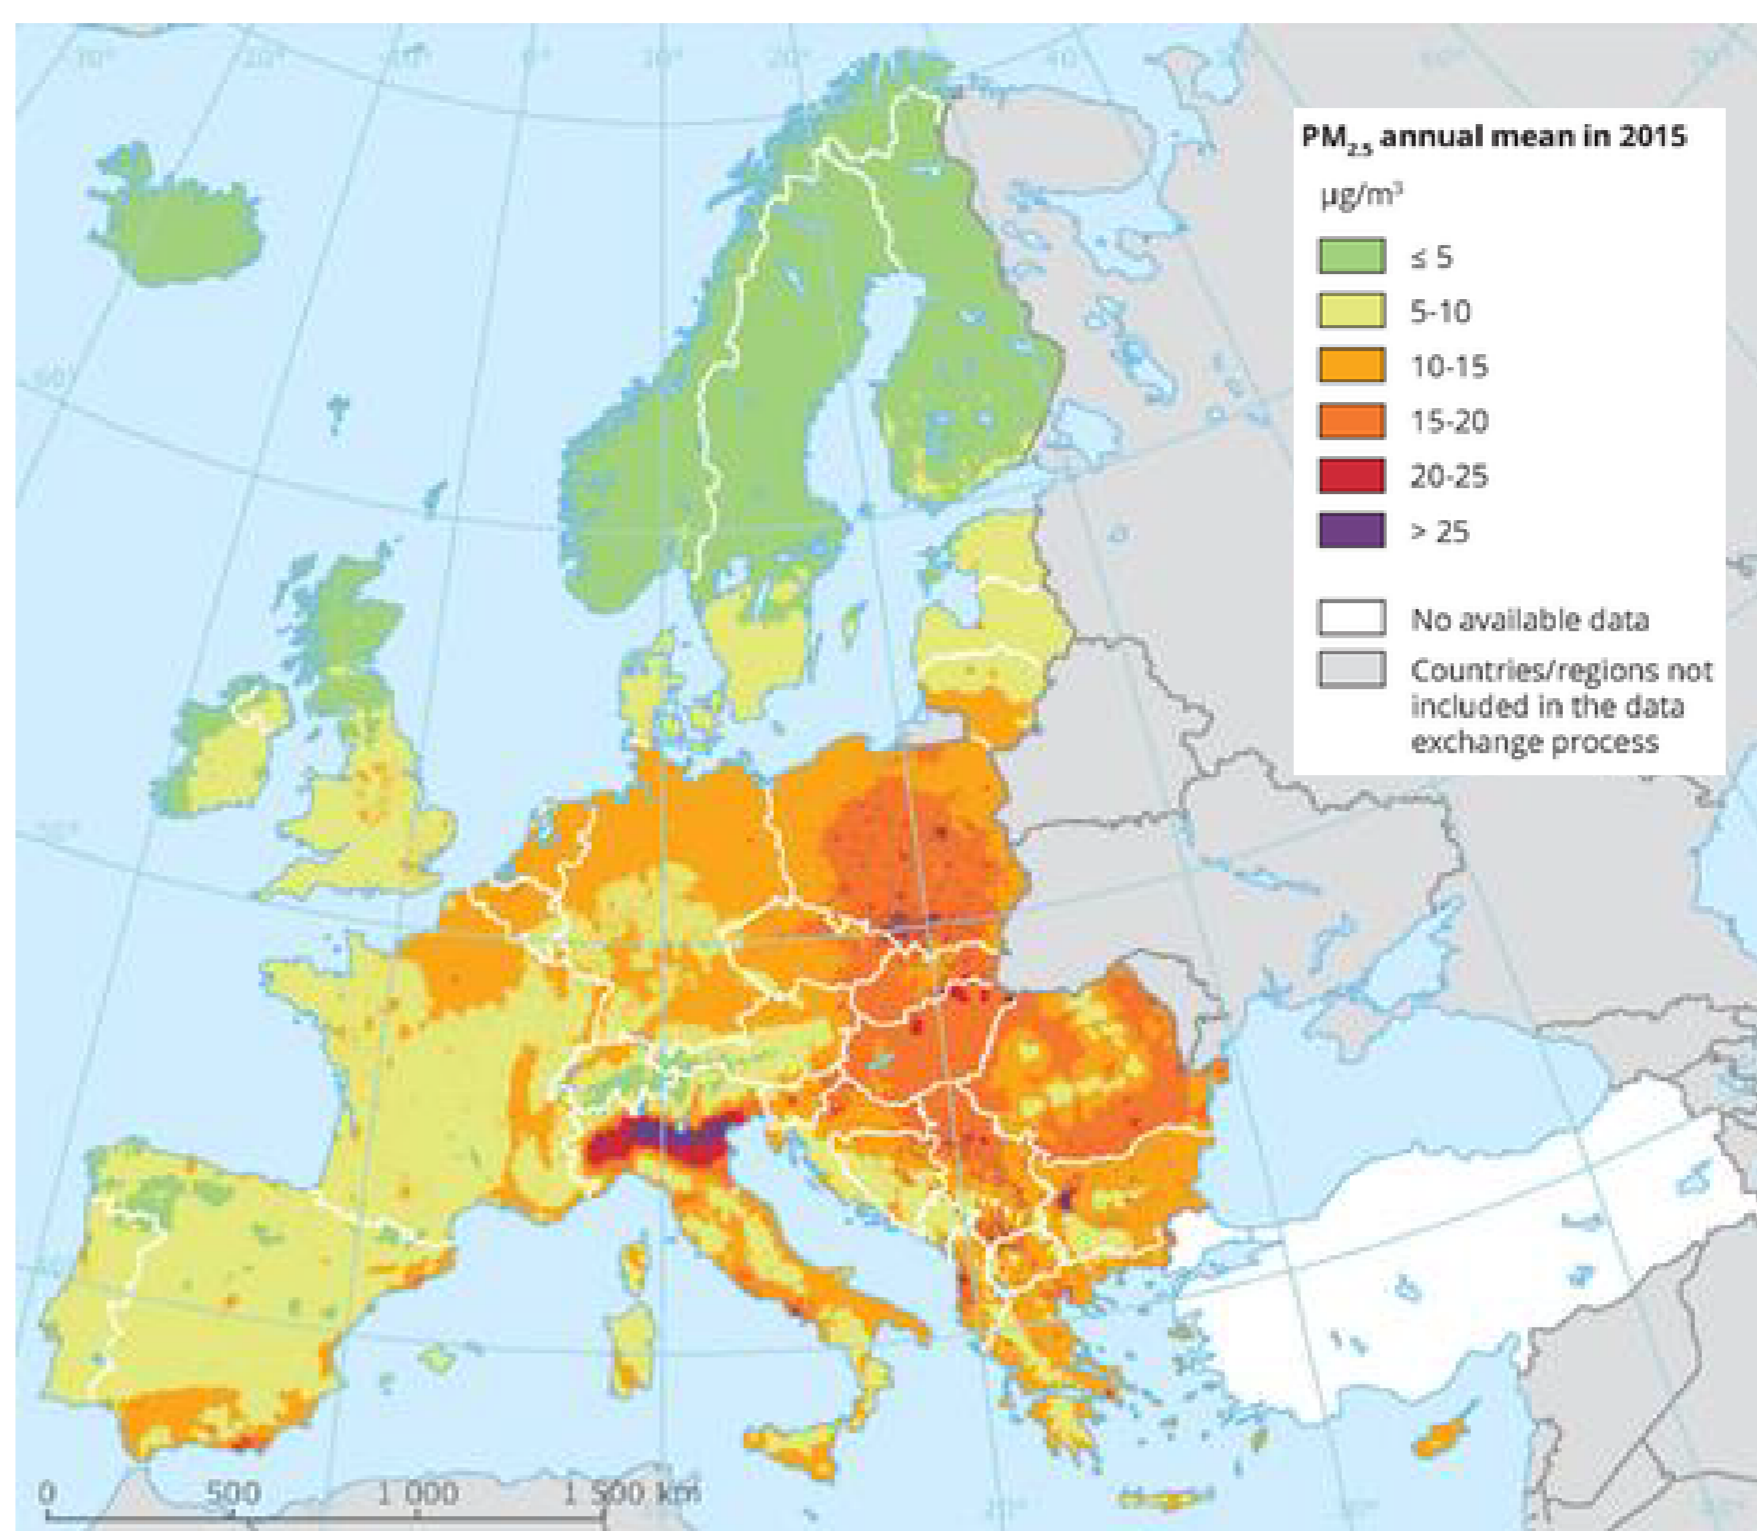 PM2.5 annual mean in 2015
µg/m³
≤ 5
5-10
10-15
15-20
20-25
> 25
No available data
Countries/regions not
included in the data
exchange process
0 500 1 000 1 500 km